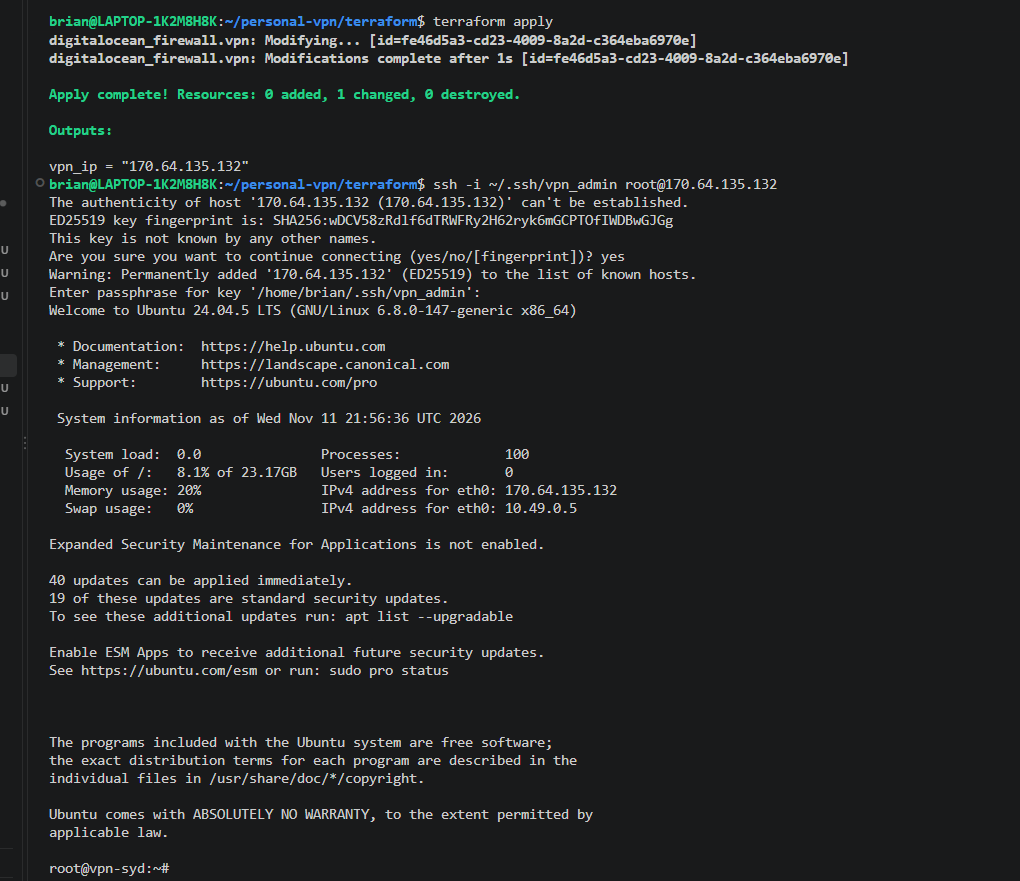 brian@LAPTOP-1K2M8H8K:~/personal-vpn/terraform$ terraform apply
digitalocean_firewall.vpn: Modifying... [id=fe46d5a3-cd23-4009-8a2d-c364eba6970e]
digitalocean_firewall.vpn: Modifications complete after 1s [id=fe46d5a3-cd23-4009-8a2d-c364eba6970e]
Apply complete! Resources: 0 added, 1 changed, 0 destroyed.
Outputs:
vpn_ip = "170.64.135.132"
brian@LAPTOP-1K2M8H8K:~/personal-vpn/terraform$ ssh -i ~/.ssh/vpn_admin root@170.64.135.132
The authenticity of host '170.64.135.132 (170.64.135.132)' can't be established.
ED25519 key fingerprint is: SHA256:wDCV58zRdlf6dTRWFRy2H62ryk6mGCPTOfIWDBwGJGg
This key is not known by any other names.
Are you sure you want to continue connecting (yes/no/[fingerprint])? yes
Warning: Permanently added '170.64.135.132' (ED25519) to the list of known hosts.
Enter passphrase for key '/home/brian/.ssh/vpn_admin':
Welcome to Ubuntu 24.04.5 LTS (GNU/Linux 6.8.0-147-generic x86_64)
* Documentation:  https://help.ubuntu.com
* Management:     https://landscape.canonical.com
* Support:        https://ubuntu.com/pro
System information as of Wed Nov 11 21:56:36 UTC 2026
System load:  0.0               Processes:             100
Usage of /:   8.1% of 23.17GB   Users logged in:       0
Memory usage: 20%               IPv4 address for eth0: 170.64.135.132
Swap usage:   0%                IPv4 address for eth0: 10.49.0.5
Expanded Security Maintenance for Applications is not enabled.
40 updates can be applied immediately.
19 of these updates are standard security updates.
To see these additional updates run: apt list --upgradable
Enable ESM Apps to receive additional future security updates.
See https://ubuntu.com/esm or run: sudo pro status
The programs included with the Ubuntu system are free software;
the exact distribution terms for each program are described in the
individual files in /usr/share/doc/*/copyright.
Ubuntu comes with ABSOLUTELY NO WARRANTY, to the extent permitted by
applicable law.
root@vpn-syd:~#
U
U
U
U
U